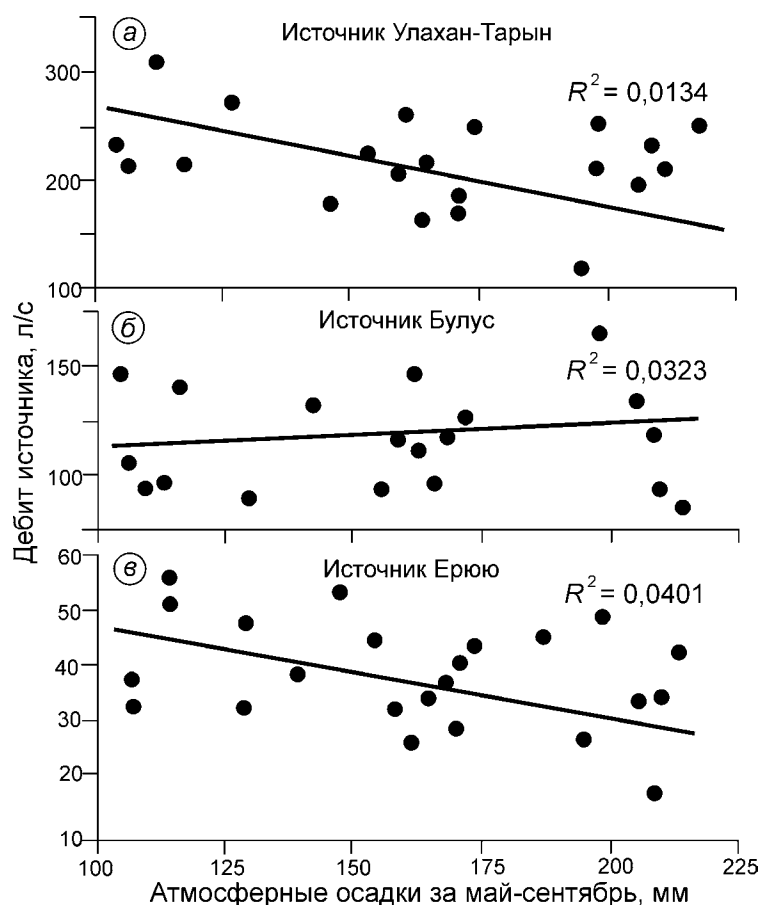 а
Источник Улахан-Тарын
R² = 0,0134
300
200
100
б
Источник Булус
R² = 0,0323
150
100
в
Источник Ерюю
R² = 0,0401
60
50
40
30
20
10
Дебит источника, л/с
100 125 150 175 200 225
Атмосферные осадки за май-сентябрь, мм